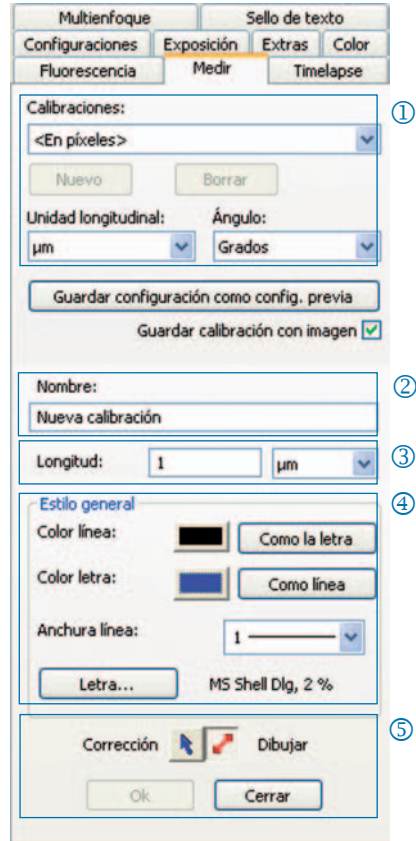 Multienfoque Sello de texto
Configuraciones Exposición Extras Color
Fluorescencia Medir Timelapse
Calibraciones: ①
<En píxeles>
Nuevo Borrar
Unidad longitudinal: Ángulo:
µm Grados
Guardar configuración como config. previa
Guardar calibración con imagen
Nombre: ②
Nueva calibración
Longitud: 1 µm ③
Estilo general ④
Color línea: Como la letra
Color letra: Como línea
Anchura línea: 1
Letra... MS Shell Dlg, 2 %
⑤
Corrección Dibujar
Ok Cerrar